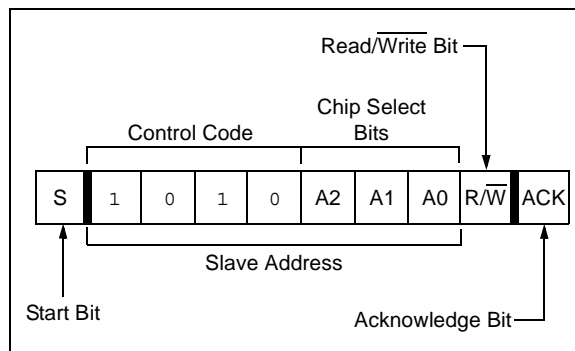 Read/Write Bit
Chip Select
Bits
Control Code
S 1 0 1 0 A2 A1 A0 R/W ACK
Slave Address
Start Bit
Acknowledge Bit